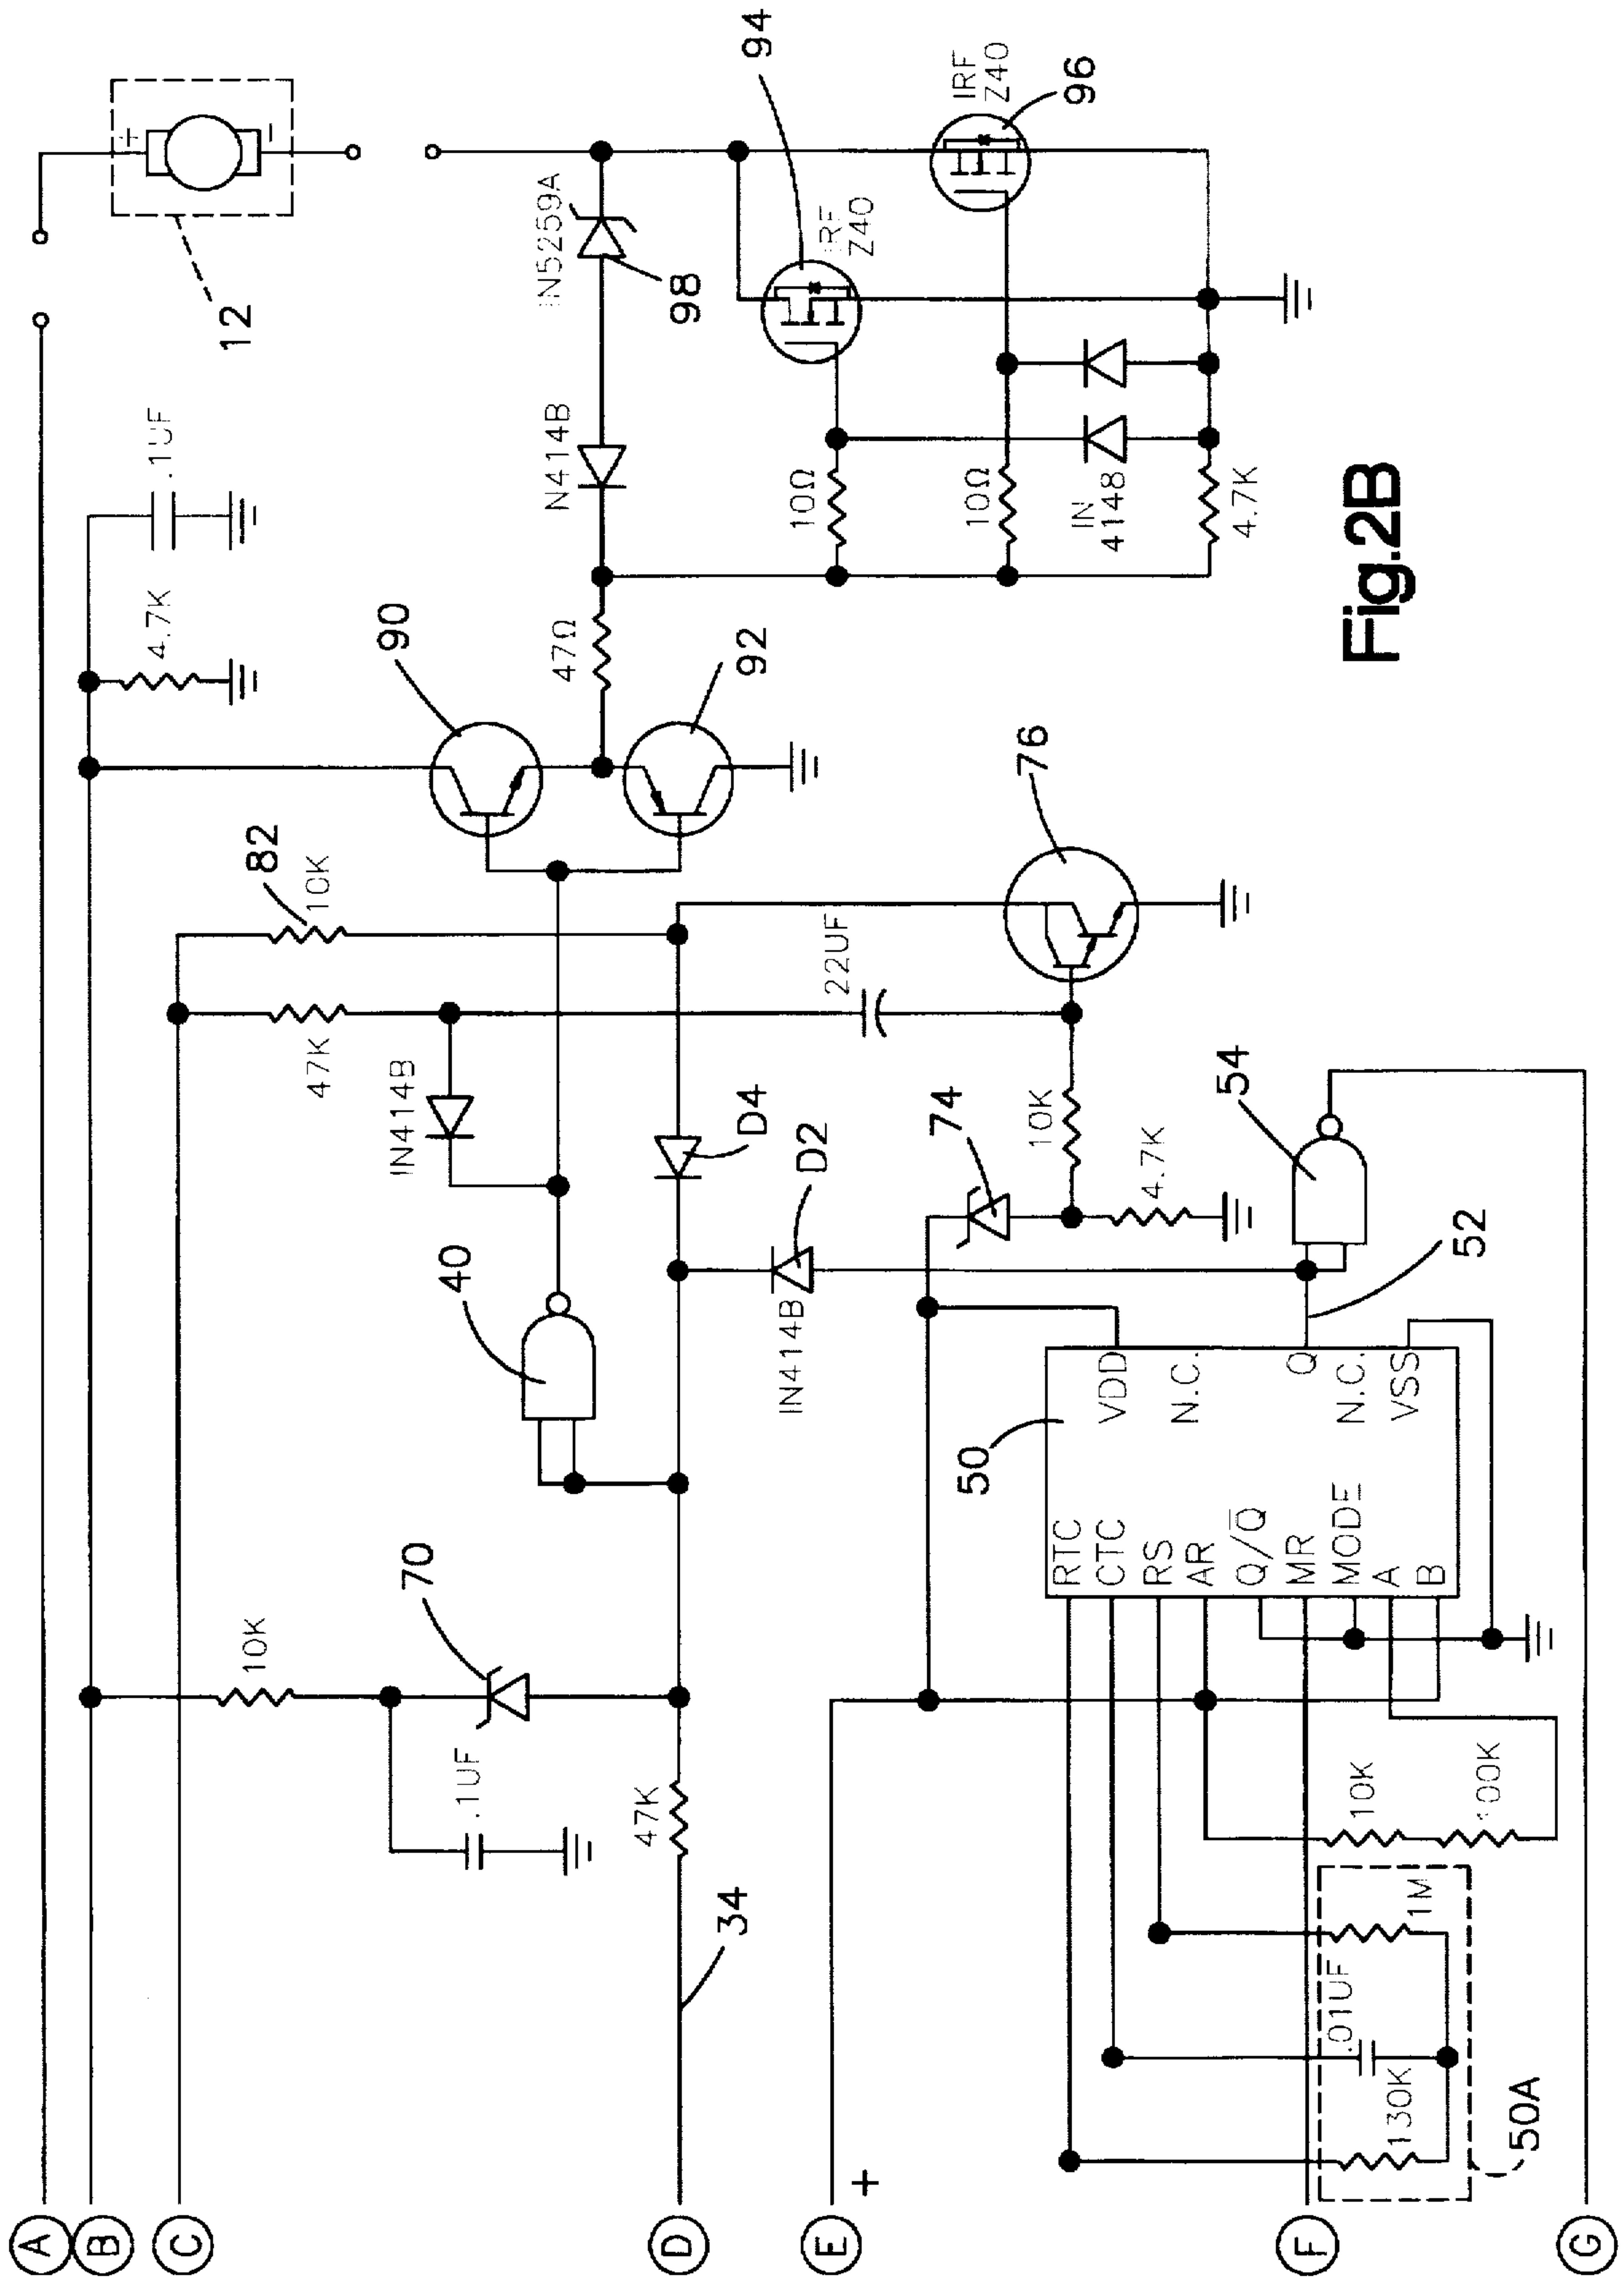 A
B
C
D
E
F
G
+
12
+
-
.1UF
4.7K
90
82
10K
47K
IN414B
40
10K
70
.1UF
47K
34
IN5259A
98
N414B
47Ω
92
94
IRF
Z40
IRF
Z40
96
10Ω
10Ω
IN
4148
4.7K
76
22UF
D4
D2
IN414B
74
10K
4.7K
54
52
50
VDD
N.C.
Q
N.C.
VSS
RTC
CTC
RS
AR
Q/Q̅
MR
MODE
A
B
10K
100K
1M
.01UF
130K
50A
Fig.2B